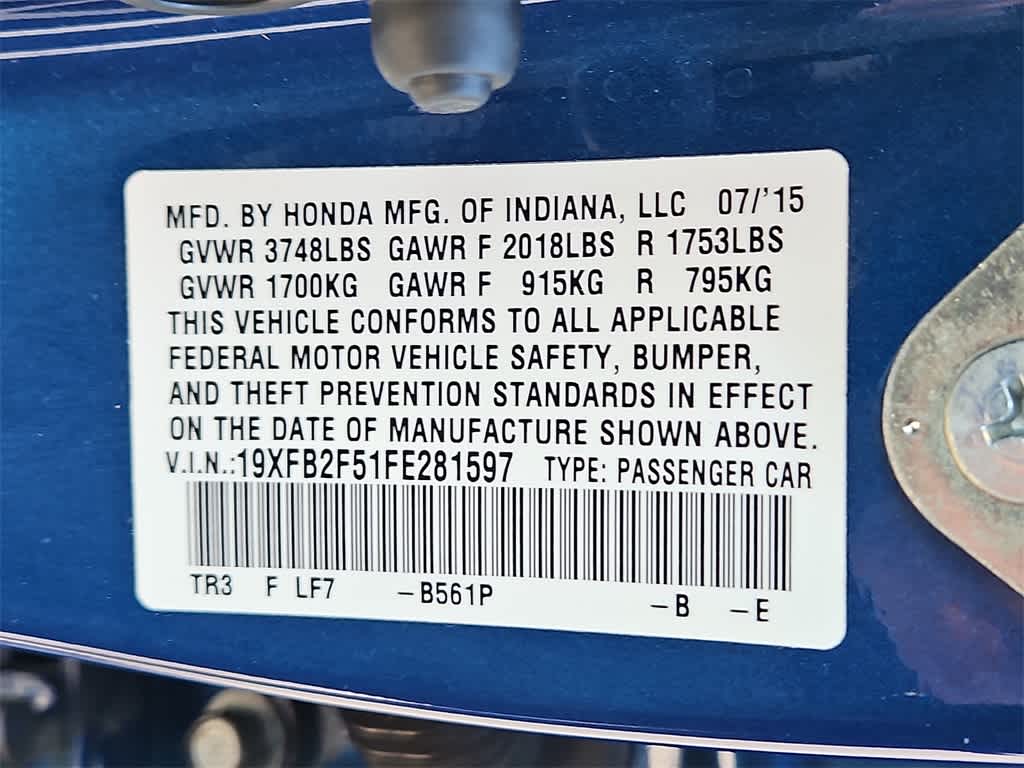 MFD. BY HONDA MFG. OF INDIANA, LLC 07/'15
GVWR 3748LBS GAWR F 2018LBS R 1753LBS
GVWR 1700KG GAWR F 915KG R 795KG
THIS VEHICLE CONFORMS TO ALL APPLICABLE
FEDERAL MOTOR VEHICLE SAFETY, BUMPER,
AND THEFT PREVENTION STANDARDS IN EFFECT
ON THE DATE OF MANUFACTURE SHOWN ABOVE.
V.I.N.:19XFB2F51FE281597 TYPE: PASSENGER CAR
TR3 F LF7 -B561P -B -E